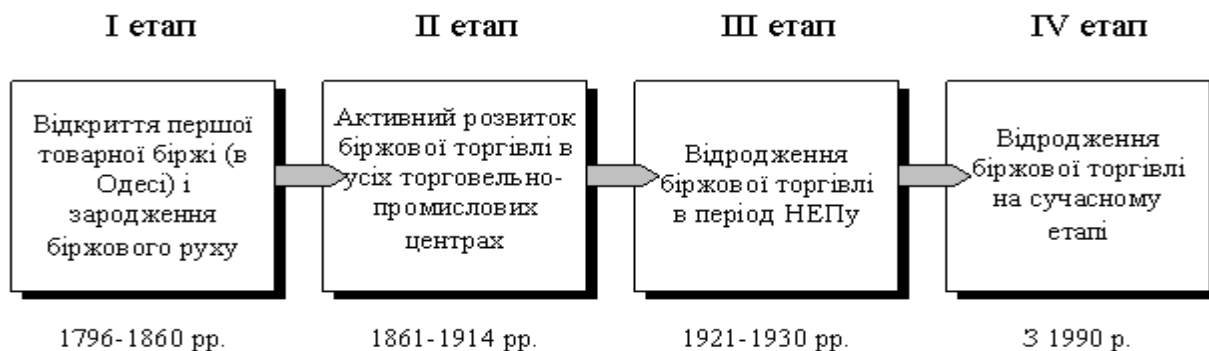 I етап
II етап
III етап
IV етап
Відкриття першої
товарної біржі (в
Одесі) і
зародження
біржового руху
Активний розвиток
біржової торгівлі в
усіх торговельно-
промислових
центрах
Відродження
біржової торгівлі
в період НЕПу
Відродження
біржової торгівлі
на сучасному
етапі
1796-1860 рр.
1861-1914 рр.
1921-1930 рр.
З 1990 р.